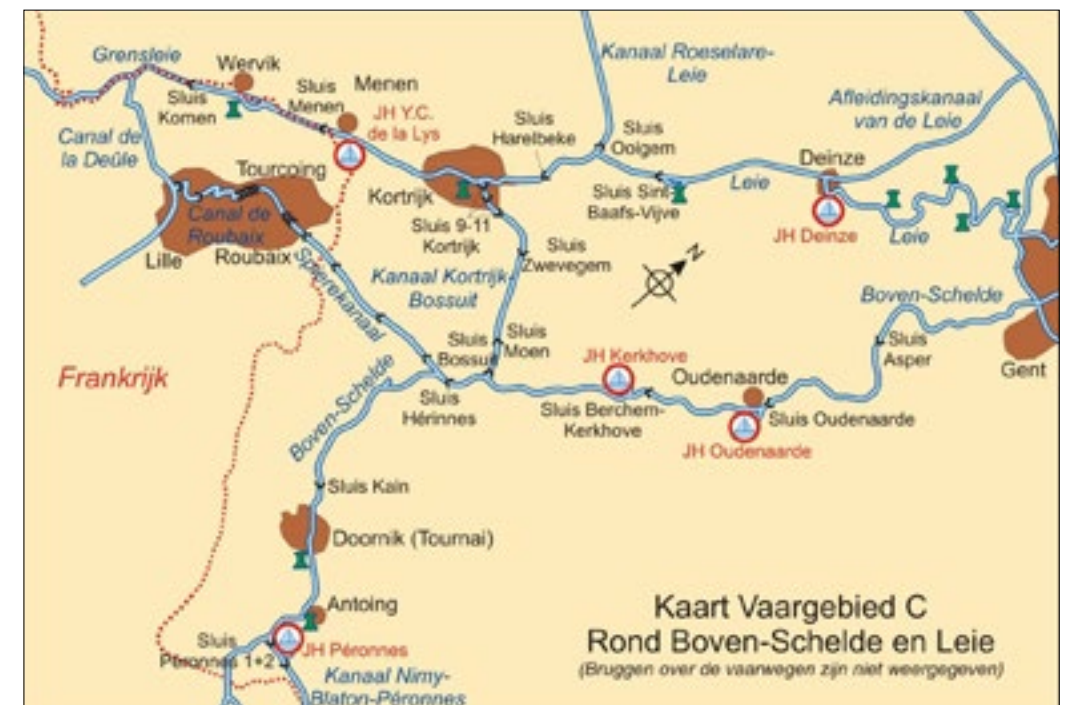 Grensleie
Wervik
Sluis
Komen
Sluis
Menen
Menen
JH Y.C.
de la Lys
Kanaal Roeselare-
Leie
Afleidingskanaal
van de Leie
Canal de
la Deûle
Tourcoing
Sluis
Harelbeke
Sluis
Ooigem
Deinze
Kortrijk
Sluis Sint-
Baafs-Vijve
Leie
Canal de
Roubaix
Lille
Roubaix
Sluis 9-11
Kortrijk
JH Deinze
Leie
Sluis
Zwevegem
N
Kanaal Kortrijk
Bossuit
Spierekanaal
Boven-Schelde
Sluis
Bossuit
Sluis
Moen
JH Kerkhove
Oudenaarde
Sluis
Asper
Gent
Frankrijk
Boven-Schelde
Sluis
Hérinnes
Sluis Berchem-
Kerkhove
Sluis Oudenaarde
JH Oudenaarde
Sluis Kain
Doornik (Tournai)
Antoing
Sluis
Péronnes 1+2
JH Péronnes
Kanaal Nimy-
Blaton-Péronnes
Kaart Vaargebied C
Rond Boven-Schelde en Leie
(Bruggen over de vaarwegen zijn niet weergegeven)